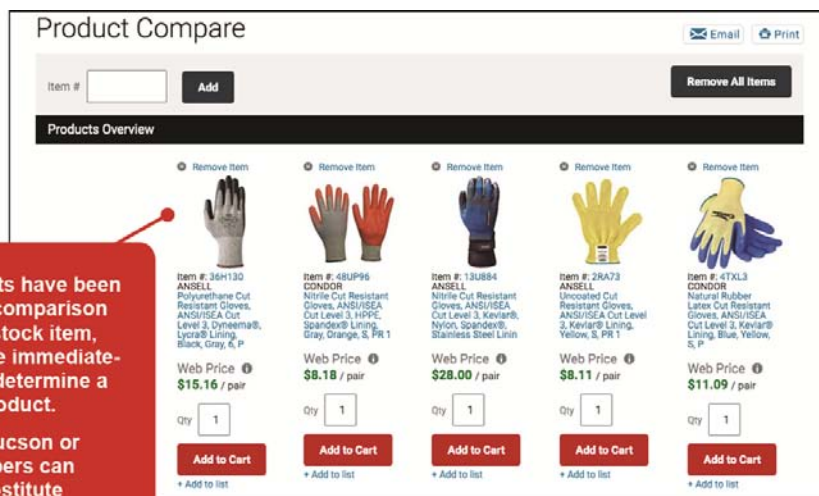 Product Compare
Email
Print
Item #
Add
Remove All Items
Products Overview
Remove Item
Item #: 36H130
ANSELL
Polyurethane Cut
Resistant Gloves,
ANSI/ISEA Cut
Level 3, Dyneema®,
Lycra® Lining,
Black, Gray, 6, P
Web Price
$15.16 / pair
Qty 1
Add to Cart
+ Add to list
Remove Item
Item #: 48UP96
CONDOR
Nitrile Cut Resistant
Gloves, ANSI/ISEA
Cut Level 3, HPPE,
Spandex® Lining,
Gray, Orange, S, PR 1
Web Price
$8.18 / pair
Qty 1
Add to Cart
+ Add to list
Remove Item
Item #: 13U884
ANSELL
Nitrile Cut Resistant
Gloves, ANSI/ISEA
Cut Level 3, Kevlar®,
Nylon, Spandex®,
Stainless Steel Linin
Web Price
$28.00 / pair
Qty 1
Add to Cart
+ Add to list
Remove Item
Item #: 2RA73
ANSELL
Uncoated Cut
Resistant Gloves,
ANSI/ISEA Cut Level
3, Kevlar® Lining,
Yellow, S, PR 1
Web Price
$8.11 / pair
Qty 1
Add to Cart
+ Add to list
Remove Item
Item #: 4TXL3
CONDOR
Natural Rubber
Latex Cut Resistant
Gloves, ANSI/ISEA
Cut Level 3, Kevlar®
Lining, Blue, Yellow,
S, P
Web Price
$11.09 / pair
Qty 1
Add to Cart
+ Add to list
ts have been
comparison
stock item,
e immediate-
determine a
oduct.
ucson or
pers can
stitute